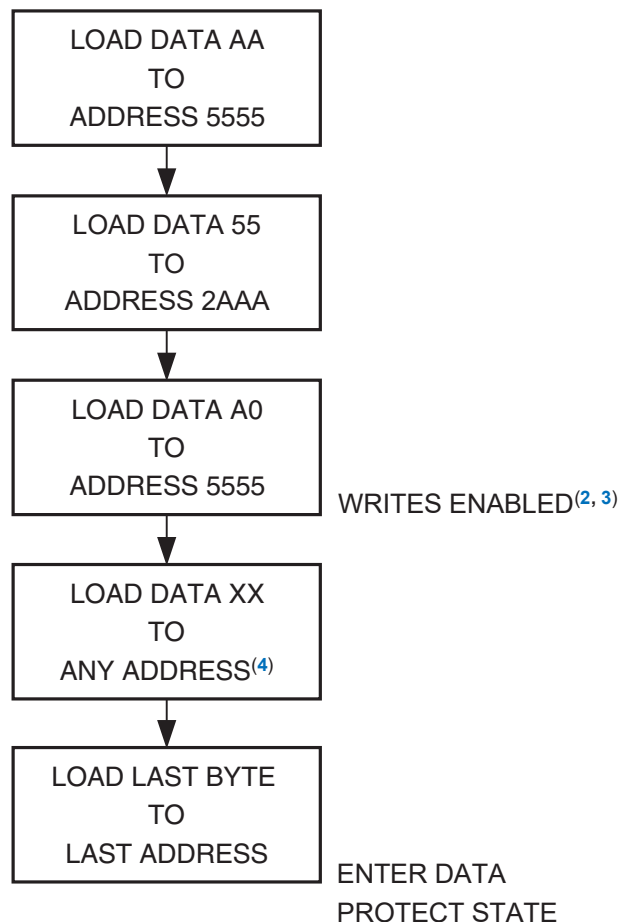 LOAD DATA AA
TO
ADDRESS 5555
LOAD DATA 55
TO
ADDRESS 2AAA
LOAD DATA A0
TO
ADDRESS 5555
WRITES ENABLED(2, 3)
LOAD DATA XX
TO
ANY ADDRESS(4)
LOAD LAST BYTE
TO
LAST ADDRESS
ENTER DATA
PROTECT STATE